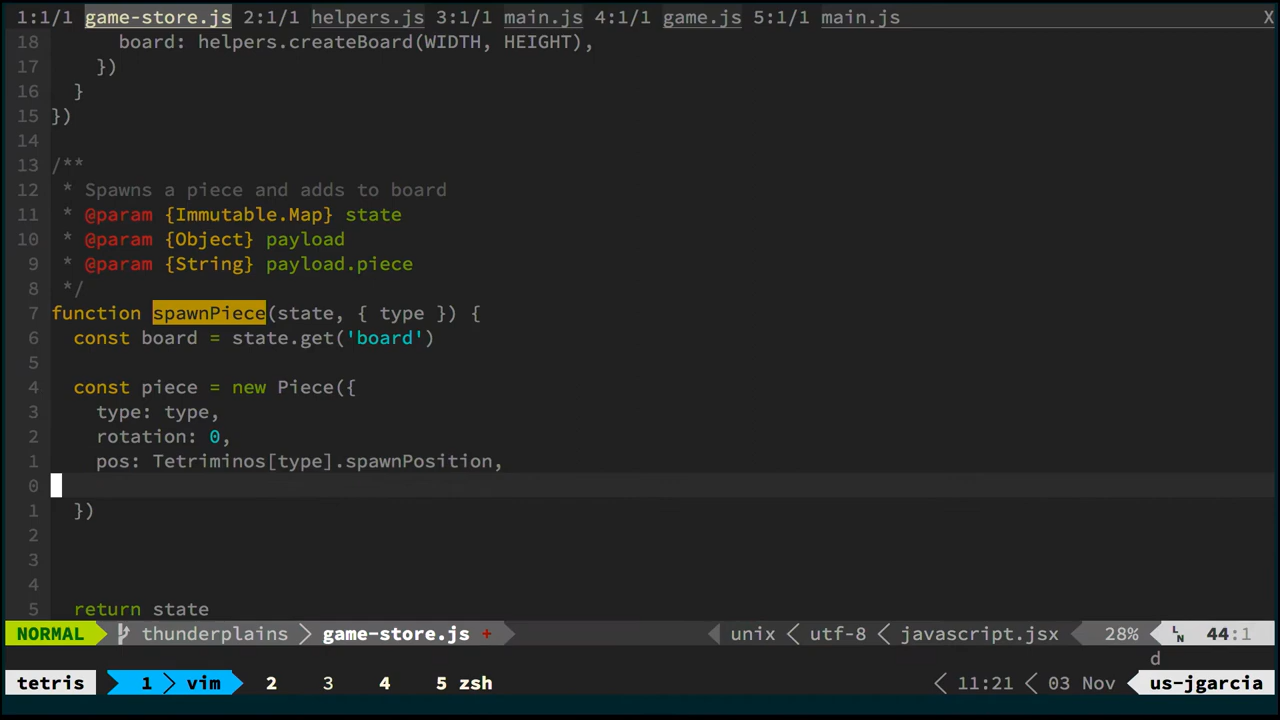 1:1/1 game-store.js 2:1/1 helpers.js 3:1/1 main.js 4:1/1 game.js 5:1/1 main.js X
18 board: helpers.createBoard(WIDTH, HEIGHT),
17 })
16 }
15 })
14
13 /**
12 * Spawns a piece and adds to board
11 * @param {Immutable.Map} state
10 * @param {Object} payload
9 * @param {String} payload.piece
8 */
7 function spawnPiece(state, { type }) {
6 const board = state.get('board')
5
4 const piece = new Piece({
3 type: type,
2 rotation: 0,
1 pos: Tetriminos[type].spawnPosition,
0
1 })
2
3
4
5 return state
NORMAL thunderplains game-store.js + unix utf-8 javascript.jsx 28% LN 44:1
d
tetris 1 vim 2 3 4 5 zsh 11:21 03 Nov us-jgarcia